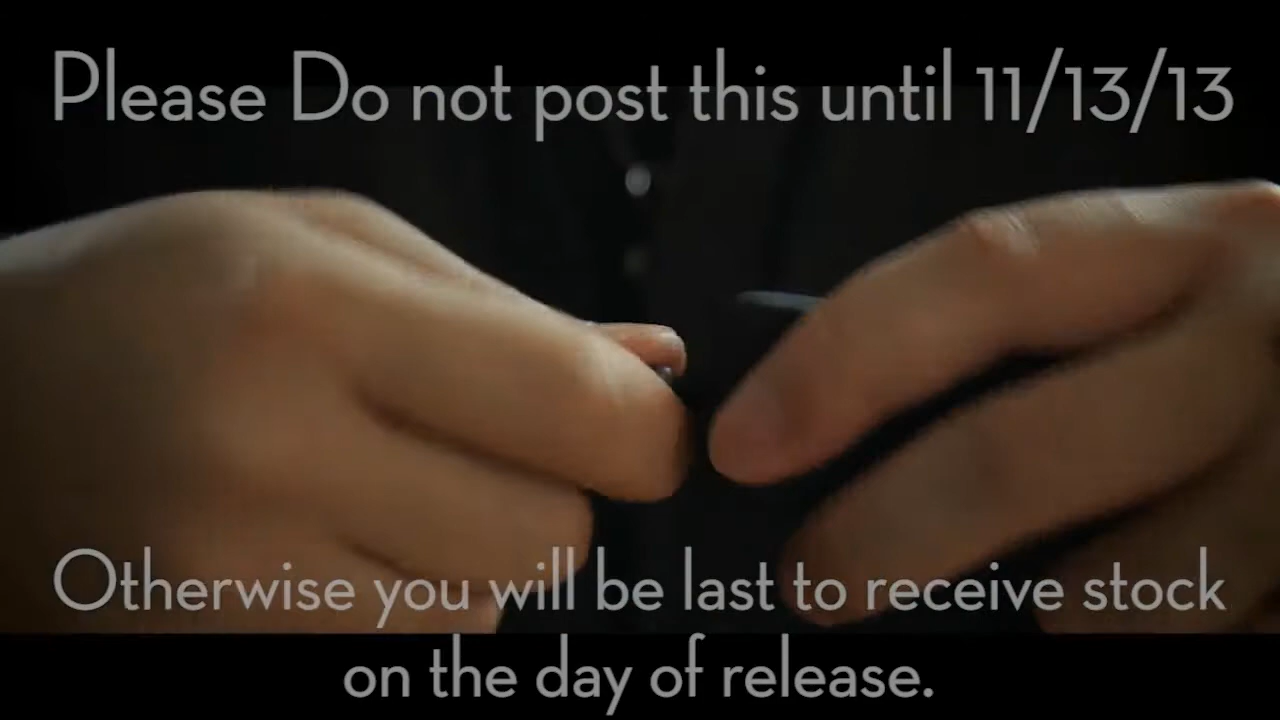 Please Do not post this until 11/13/13
Otherwise you will be last to receive stock
on the day of release.